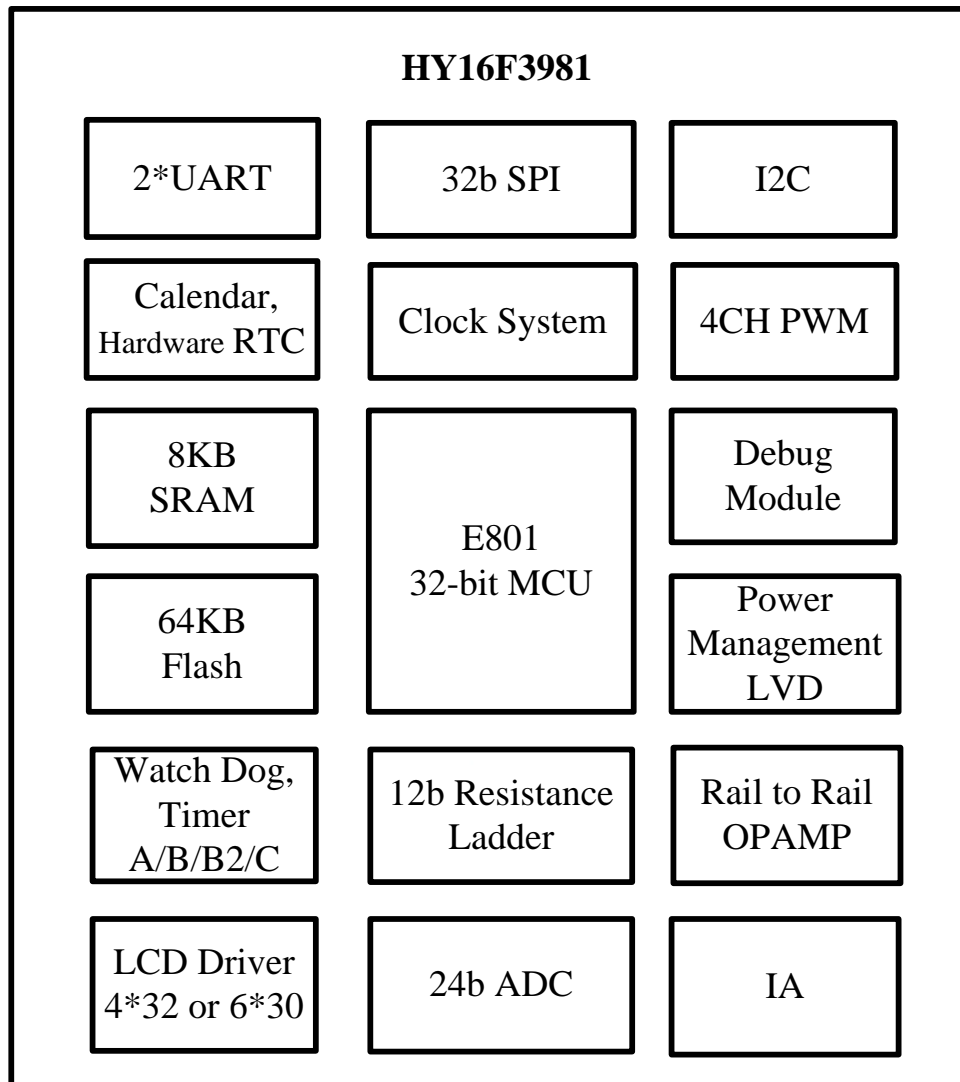 HY16F3981
2*UART
32b SPI
I2C
Calendar,
Hardware RTC
Clock System
4CH PWM
8KB
SRAM
E801
32-bit MCU
Debug
Module
64KB
Flash
Power
Management
LVD
Watch Dog,
Timer
A/B/B2/C
12b Resistance
Ladder
Rail to Rail
OPAMP
LCD Driver
4*32 or 6*30
24b ADC
IA